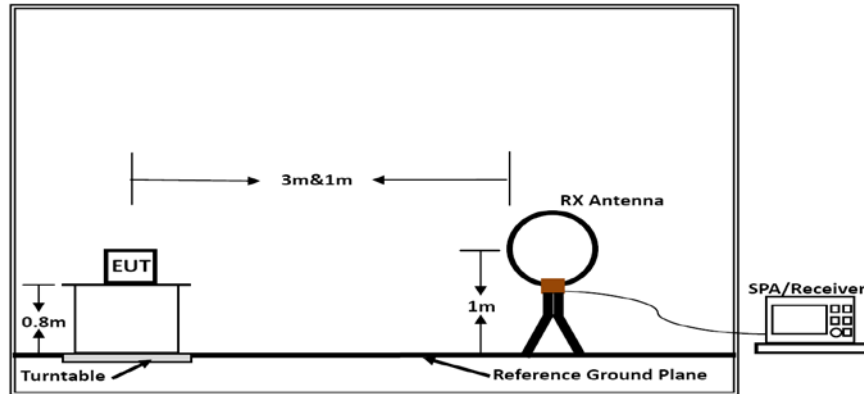 3m&1m
RX Antenna
EUT
SPA/Receiver
0.8m
1m
Turntable
Reference Ground Plane